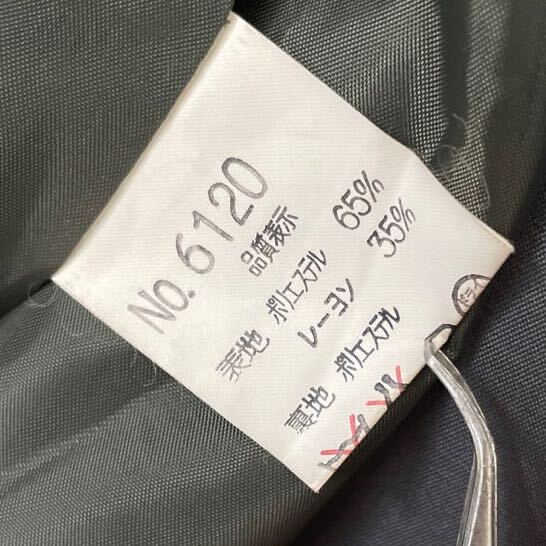 No. 6120
品質表示
表地 ポリエステル 65%
レーヨン 35%
裏地 ポリエステル